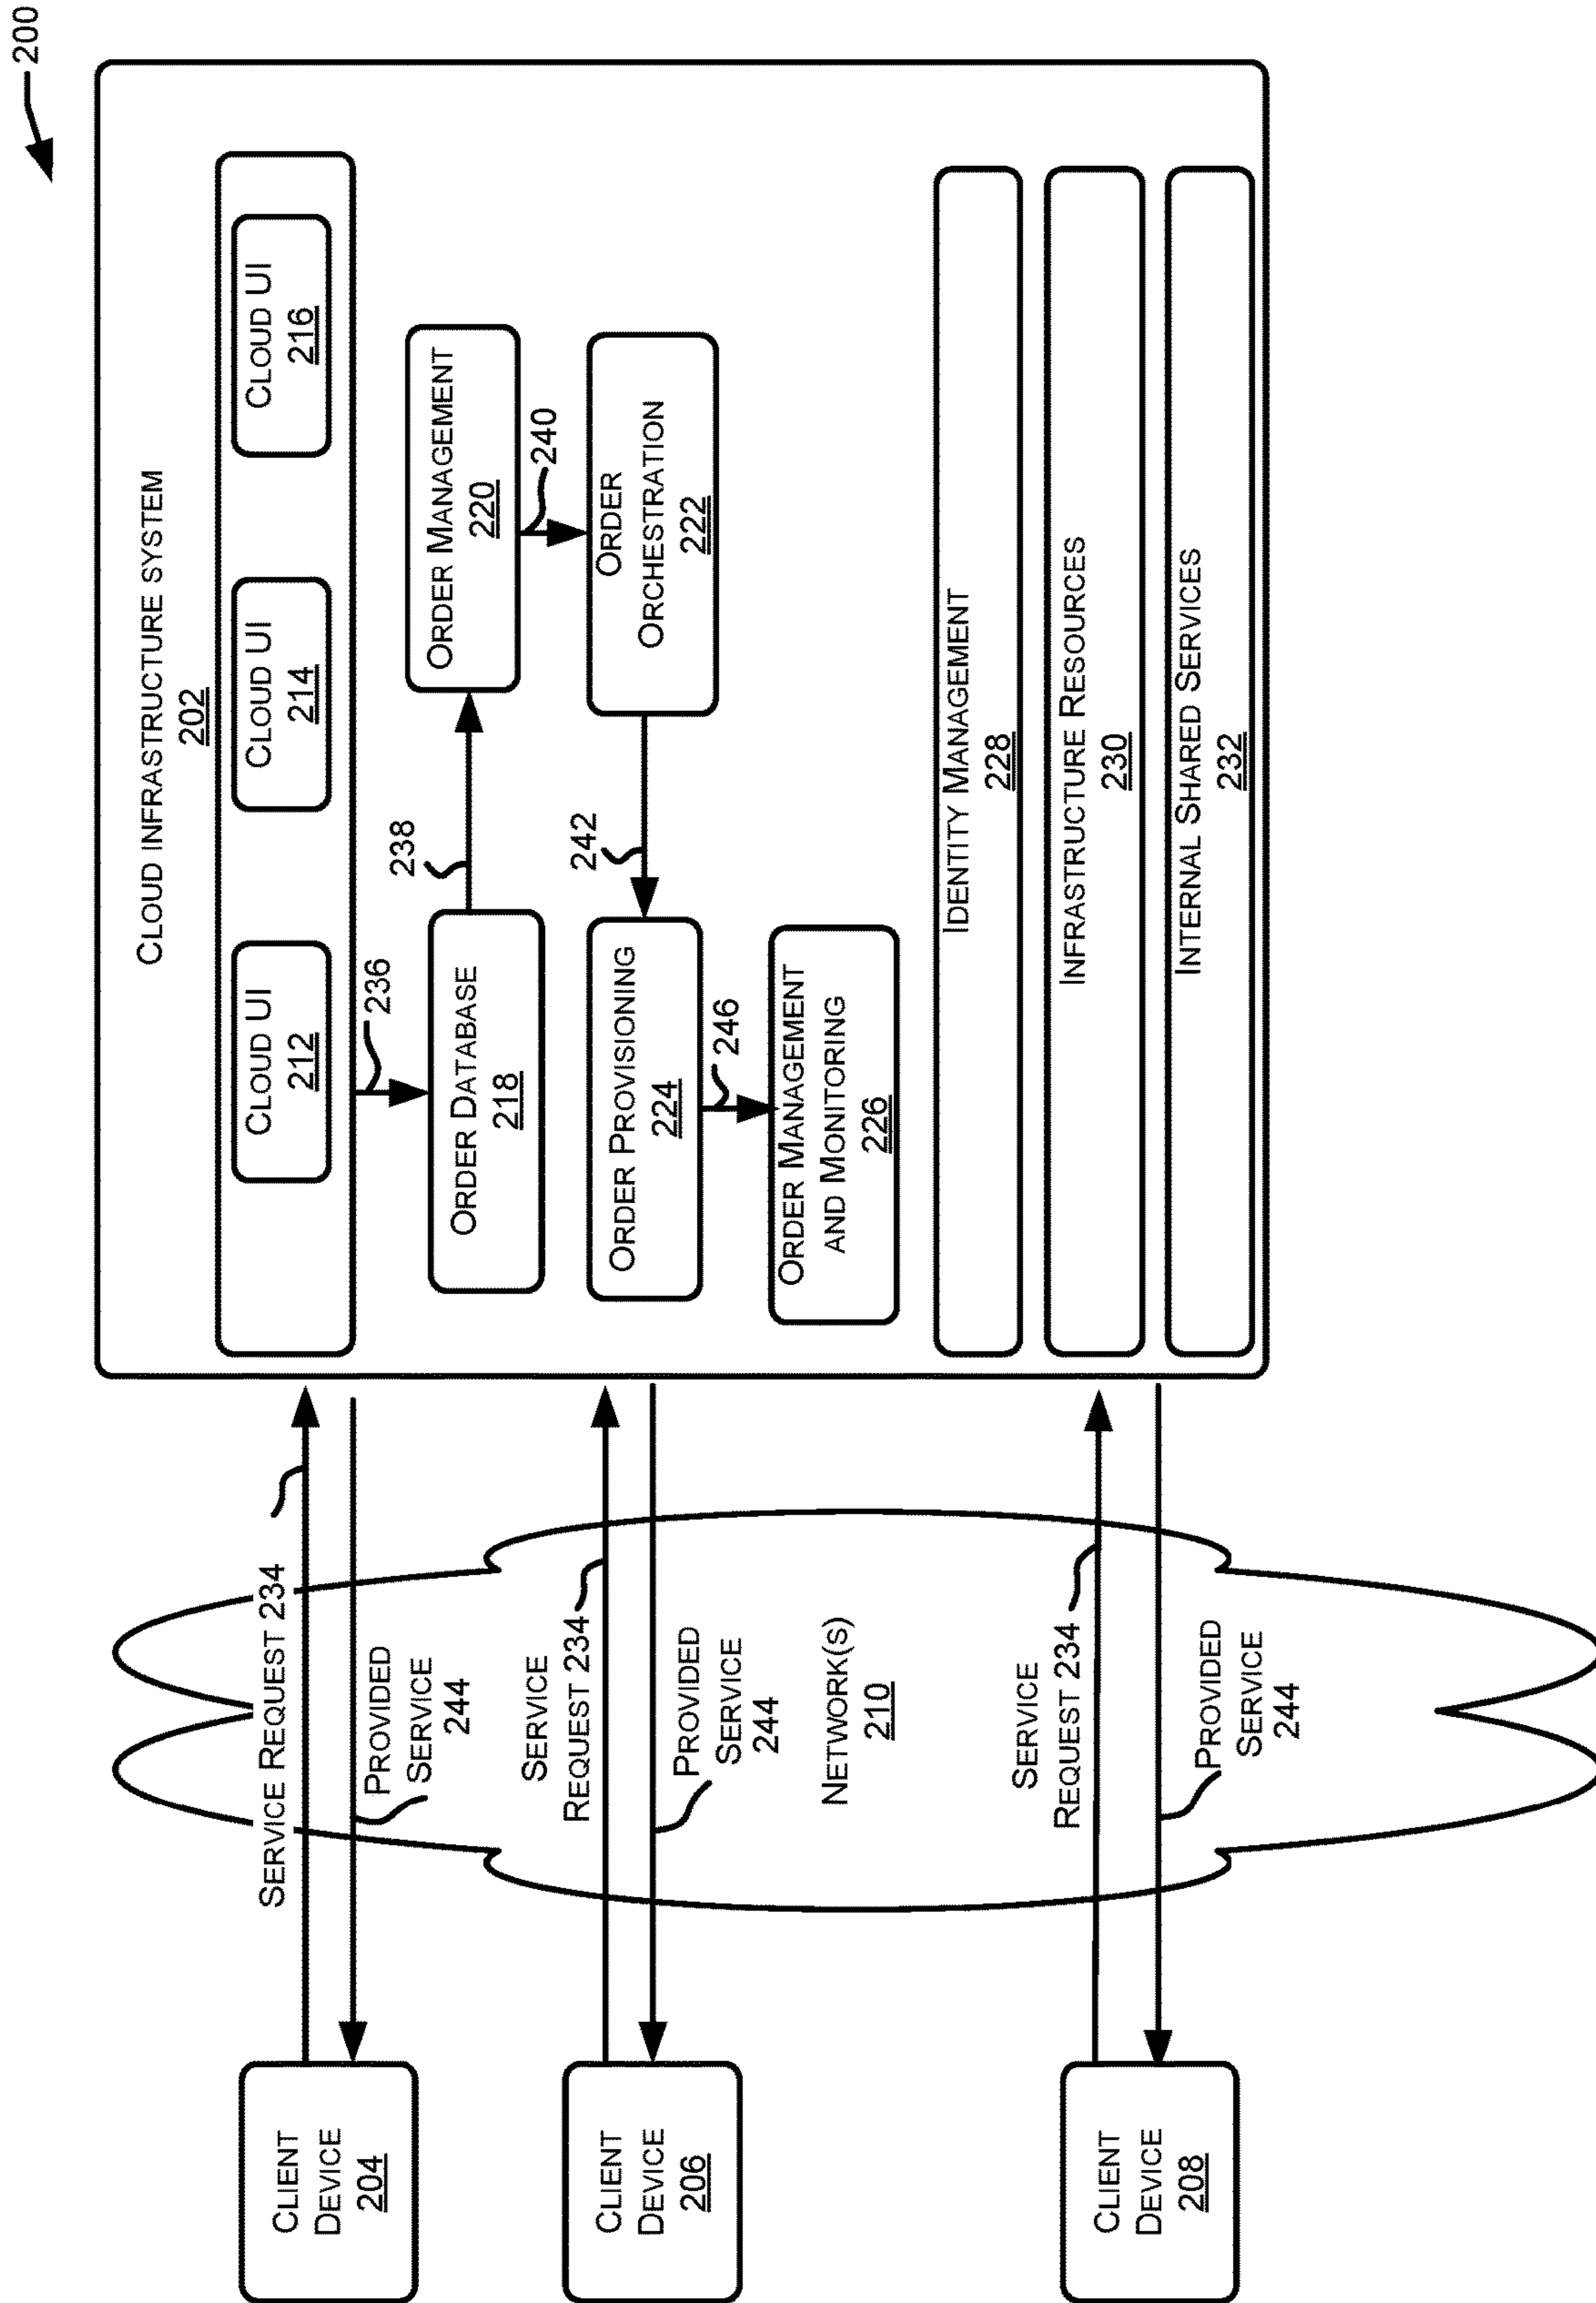 200
CLOUD INFRASTRUCTURE SYSTEM
202
CLOUD UI
212
CLOUD UI
214
CLOUD UI
216
236
ORDER DATABASE
218
238
ORDER MANAGEMENT
220
240
ORDER
ORCHESTRATION
222
242
ORDER PROVISIONING
224
246
ORDER MANAGEMENT
AND MONITORING
226
IDENTITY MANAGEMENT
228
INFRASTRUCTURE RESOURCES
230
INTERNAL SHARED SERVICES
232
SERVICE REQUEST 234
PROVIDED
SERVICE
244
SERVICE
REQUEST 234
PROVIDED
SERVICE
244
NETWORK(S)
210
SERVICE
REQUEST 234
PROVIDED
SERVICE
244
CLIENT
DEVICE
204
CLIENT
DEVICE
206
CLIENT
DEVICE
208